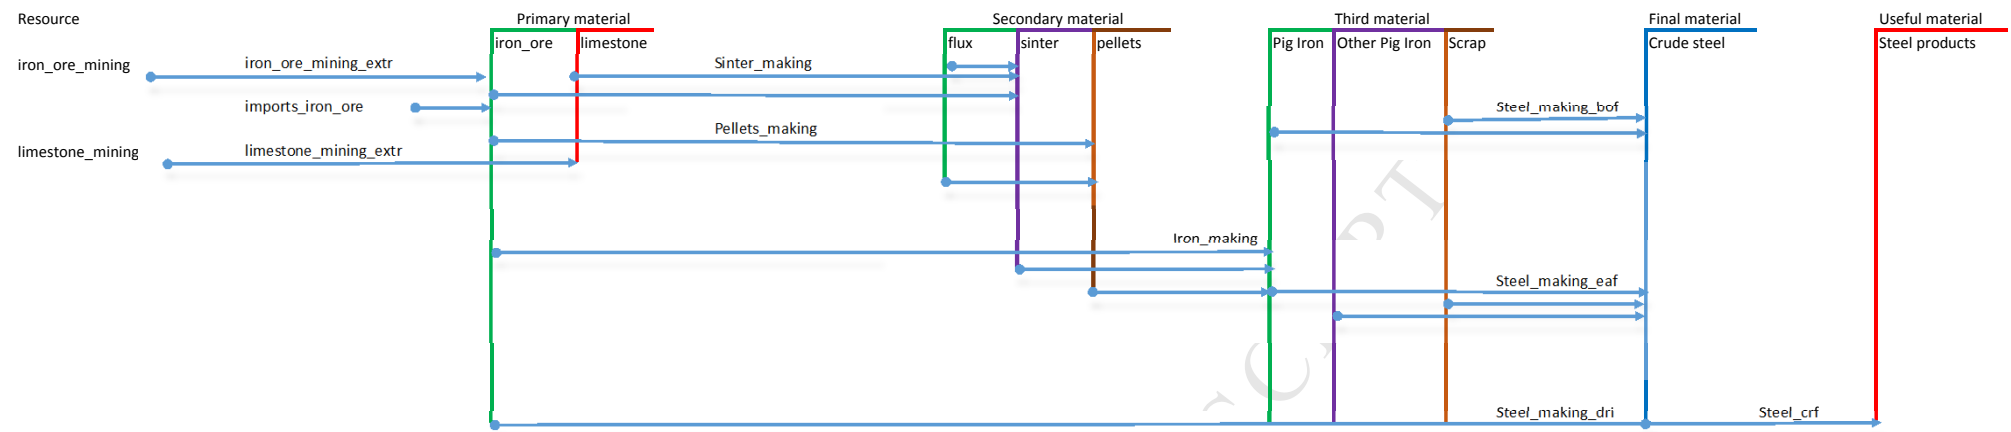 Resource Primary material Secondary material Third material Final material Useful material
iron_ore limestone flux sinter pellets Pig Iron Other Pig Iron Scrap Crude steel Steel products
iron_ore_mining iron_ore_mining_extr Sinter_making
imports_iron_ore Steel_making_bof
Pellets_making
limestone_mining limestone_mining_extr
Iron_making
Steel_making_eaf
Steel_making_dri Steel_crf